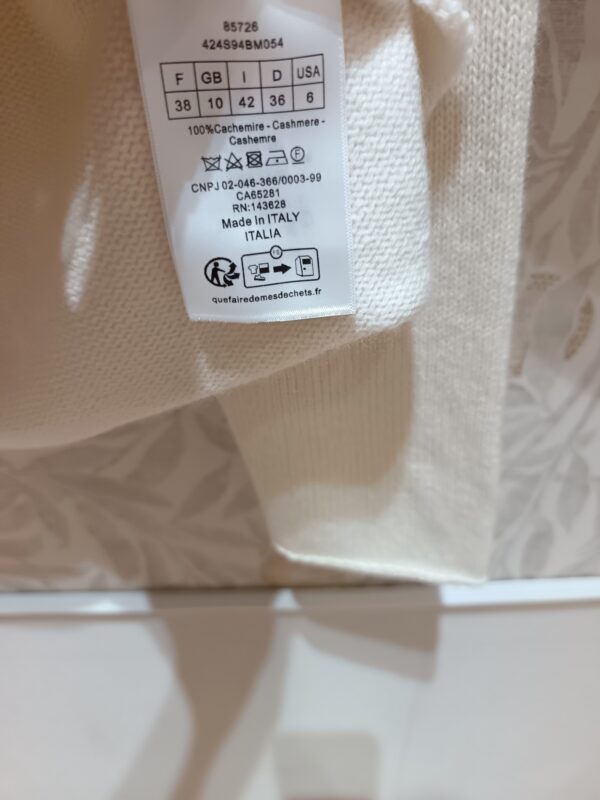 85726
424S94BM054
F GB I D USA
38 10 42 36 6
100%Cachemire - Cashmere -
Cashemre
F
CNPJ 02-046-366/0003-99
CA65281
RN:143628
Made in ITALY
ITALIA
quefairedemesdechets.fr